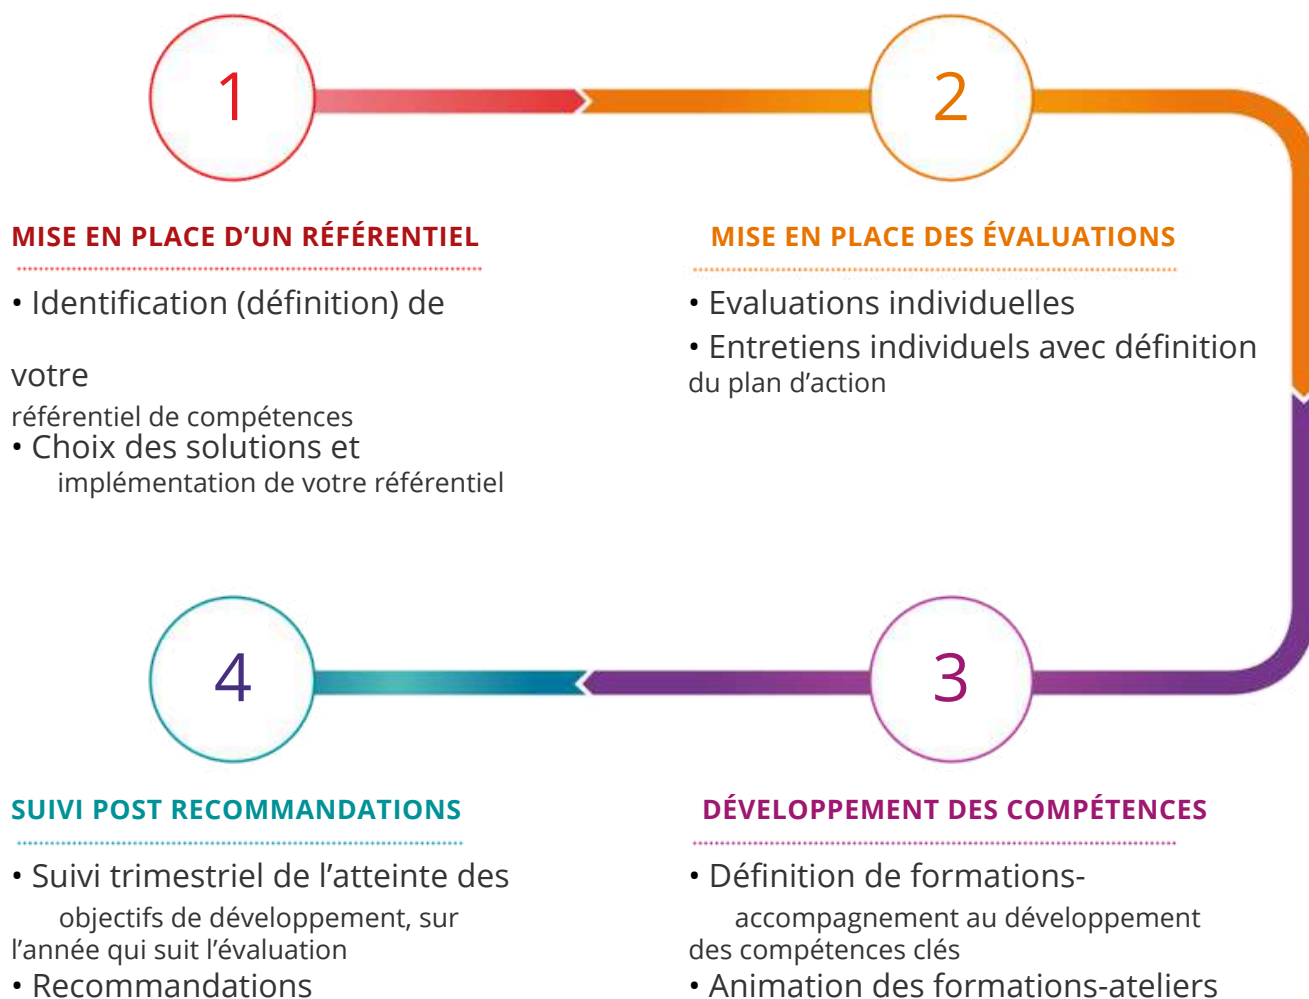 1
MISE EN PLACE D’UN RÉFÉRENTIEL
• Identification (définition) de
votre
référentiel de compétences
• Choix des solutions et
implémentation de votre référentiel
2
MISE EN PLACE DES ÉVALUATIONS
• Evaluations individuelles
• Entretiens individuels avec définition
du plan d’action
3
DÉVELOPPEMENT DES COMPÉTENCES
• Définition de formations-
accompagnement au développement
des compétences clés
• Animation des formations-ateliers
4
SUIVI POST RECOMMANDATIONS
• Suivi trimestriel de l’atteinte des
objectifs de développement, sur
l’année qui suit l’évaluation
• Recommandations